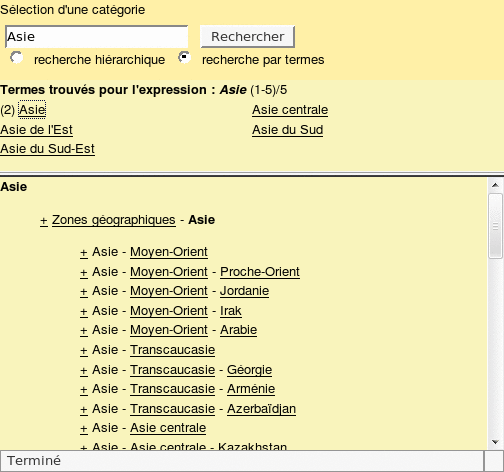 Sélection d'une catégorie
Asie Rechercher
recherche hiérarchique recherche par termes
Termes trouvés pour l'expression : Asie (1-5)/5
(2) Asie Asie centrale
Asie de l'Est Asie du Sud
Asie du Sud-Est
Asie
+ Zones géographiques - Asie
+ Asie - Moyen-Orient
+ Asie - Moyen-Orient - Proche-Orient
+ Asie - Moyen-Orient - Jordanie
+ Asie - Moyen-Orient - Irak
+ Asie - Moyen-Orient - Arabie
+ Asie - Transcaucasie
+ Asie - Transcaucasie - Géorgie
+ Asie - Transcaucasie - Arménie
+ Asie - Transcaucasie - Azerbaïdjan
+ Asie - Asie centrale
+ Asie - Asie centrale - Kazakhstan
Terminé